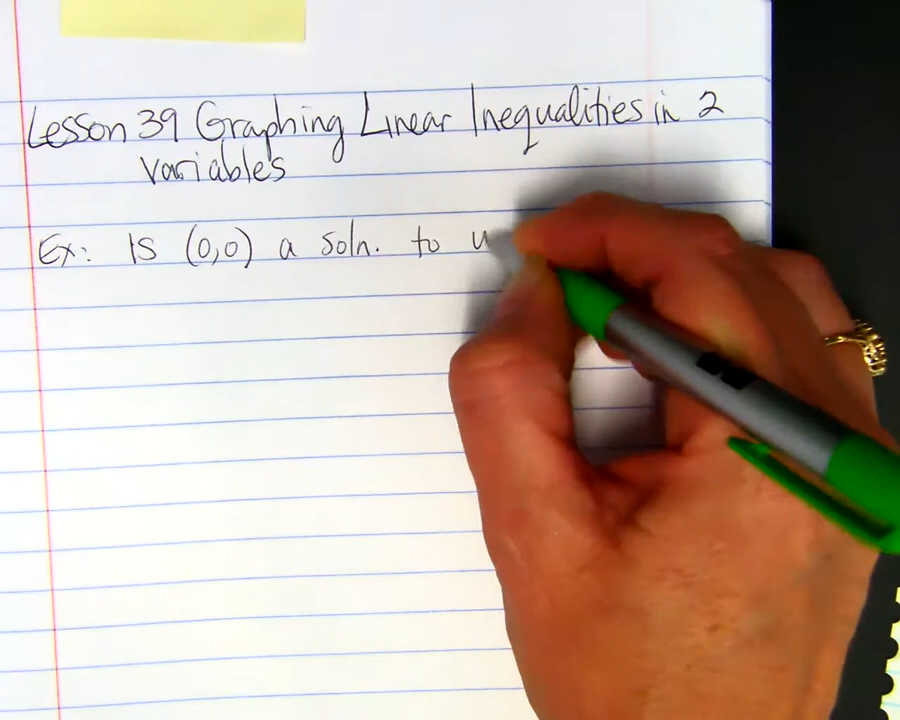 Lesson 39 Graphing Linear Inequalities in 2
variables
Ex: Is (0,0) a soln. to